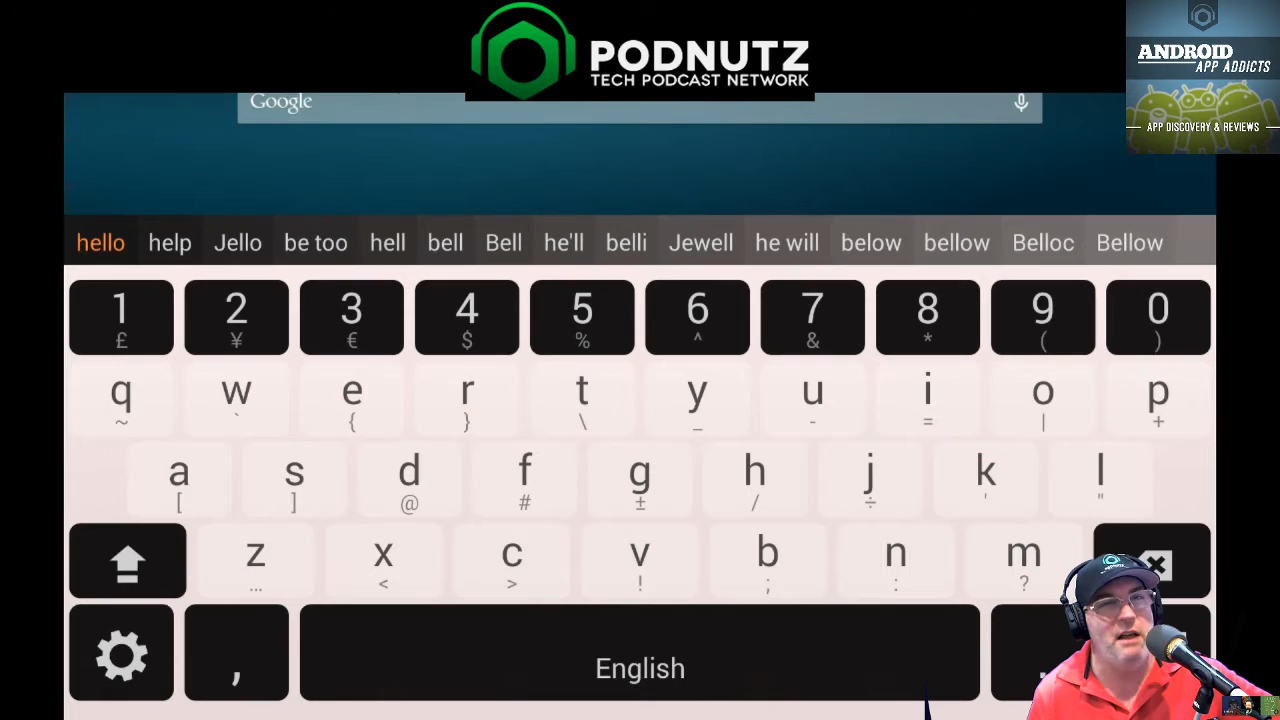 PODNUTZ
TECH PODCAST NETWORK
ANDROID
APP ADDICTS
APP DISCOVERY & REVIEWS
Google
hello help Jello be too hell bell Bell he'll belli Jewell he will below bellow Belloc Bellow
1 2 3 4 5 6 7 8 9 0
£ ¥ € $ % ^ & * ( )
q w e r t y u i o p
~ ` { } \ _ - = | +
a s d f g h j k l
[ ] @ # ± / ÷ ' "
z x c v b n m
... < > ! ; : ?
, English .